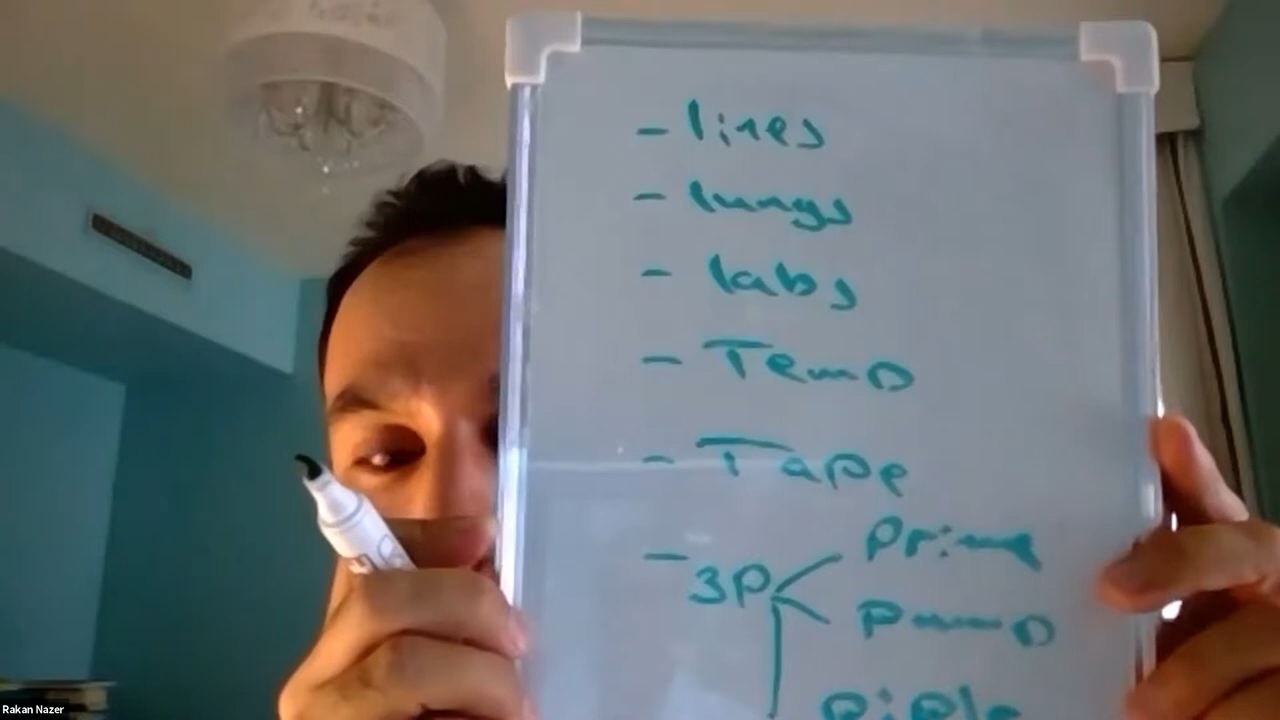 - lines
- lungs
- labs
- Temp
- Tape
- 3P
Prime
Pump
Rakan Nazer